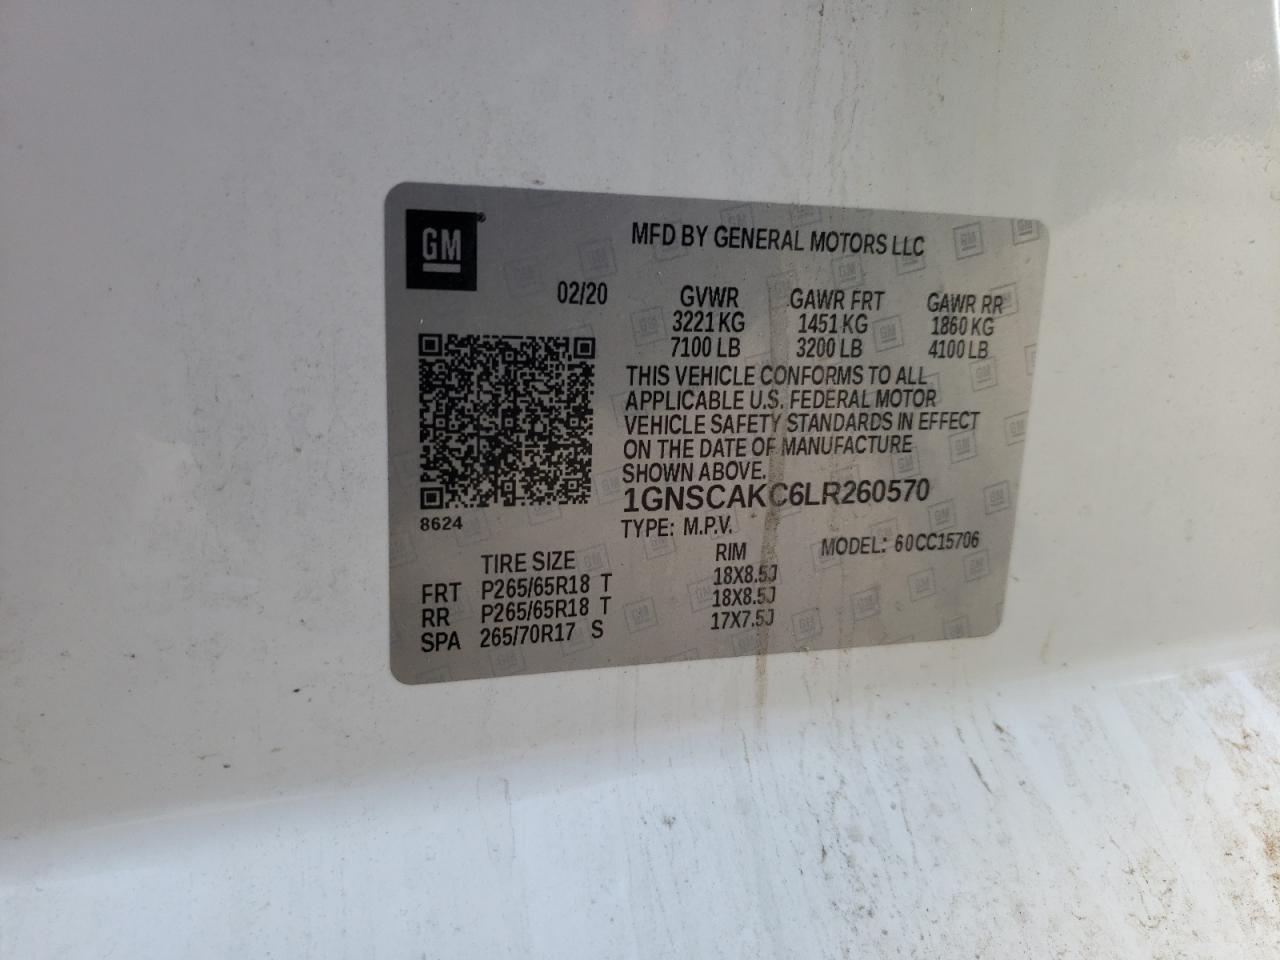 GM
MFD BY GENERAL MOTORS LLC
02/20 GVWR GAWR FRT GAWR RR
3221 KG 1451 KG 1860 KG
7100 LB 3200 LB 4100 LB
THIS VEHICLE CONFORMS TO ALL
APPLICABLE U.S. FEDERAL MOTOR
VEHICLE SAFETY STANDARDS IN EFFECT
ON THE DATE OF MANUFACTURE
SHOWN ABOVE.
1GNSCAKC6LR260570
8624
TYPE: M.P.V.
MODEL: 60CC15706
TIRE SIZE RIM
FRT P265/65R18 T 18X8.5J
RR P265/65R18 T 18X8.5J
SPA 265/70R17 S 17X7.5J